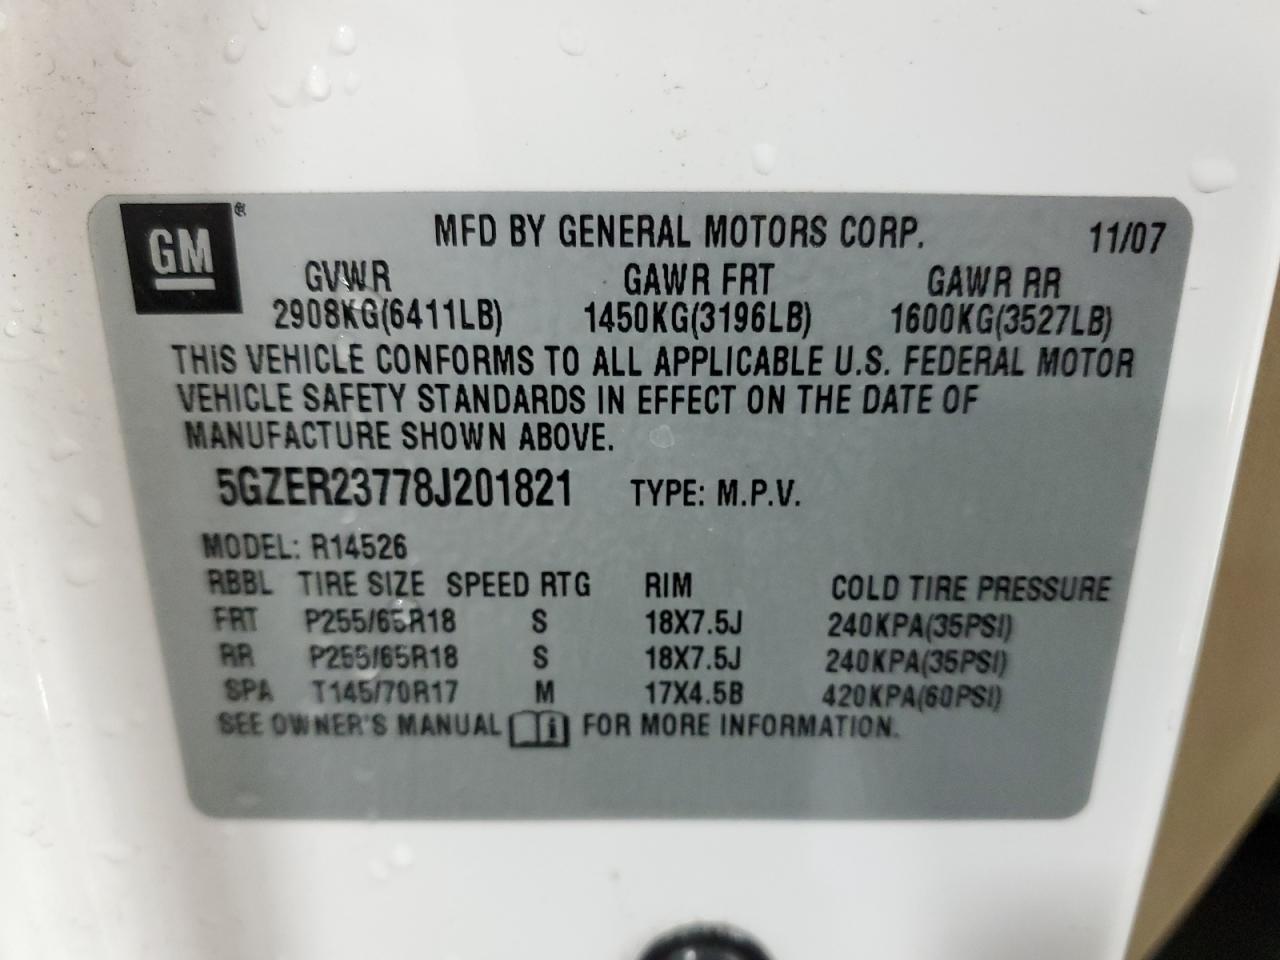 GM®
MFD BY GENERAL MOTORS CORP. 11/07
GVWR GAWR FRT GAWR RR
2908KG(6411LB) 1450KG(3196LB) 1600KG(3527LB)
THIS VEHICLE CONFORMS TO ALL APPLICABLE U.S. FEDERAL MOTOR
VEHICLE SAFETY STANDARDS IN EFFECT ON THE DATE OF
MANUFACTURE SHOWN ABOVE.
5GZER23778J201821 TYPE: M.P.V.
MODEL: R14526
RBBL TIRE SIZE SPEED RTG RIM COLD TIRE PRESSURE
FRT P255/65R18 S 18X7.5J 240KPA(35PSI)
RR P255/65R18 S 18X7.5J 240KPA(35PSI)
SPA T145/70R17 M 17X4.5B 420KPA(60PSI)
SEE OWNER'S MANUAL i FOR MORE INFORMATION.